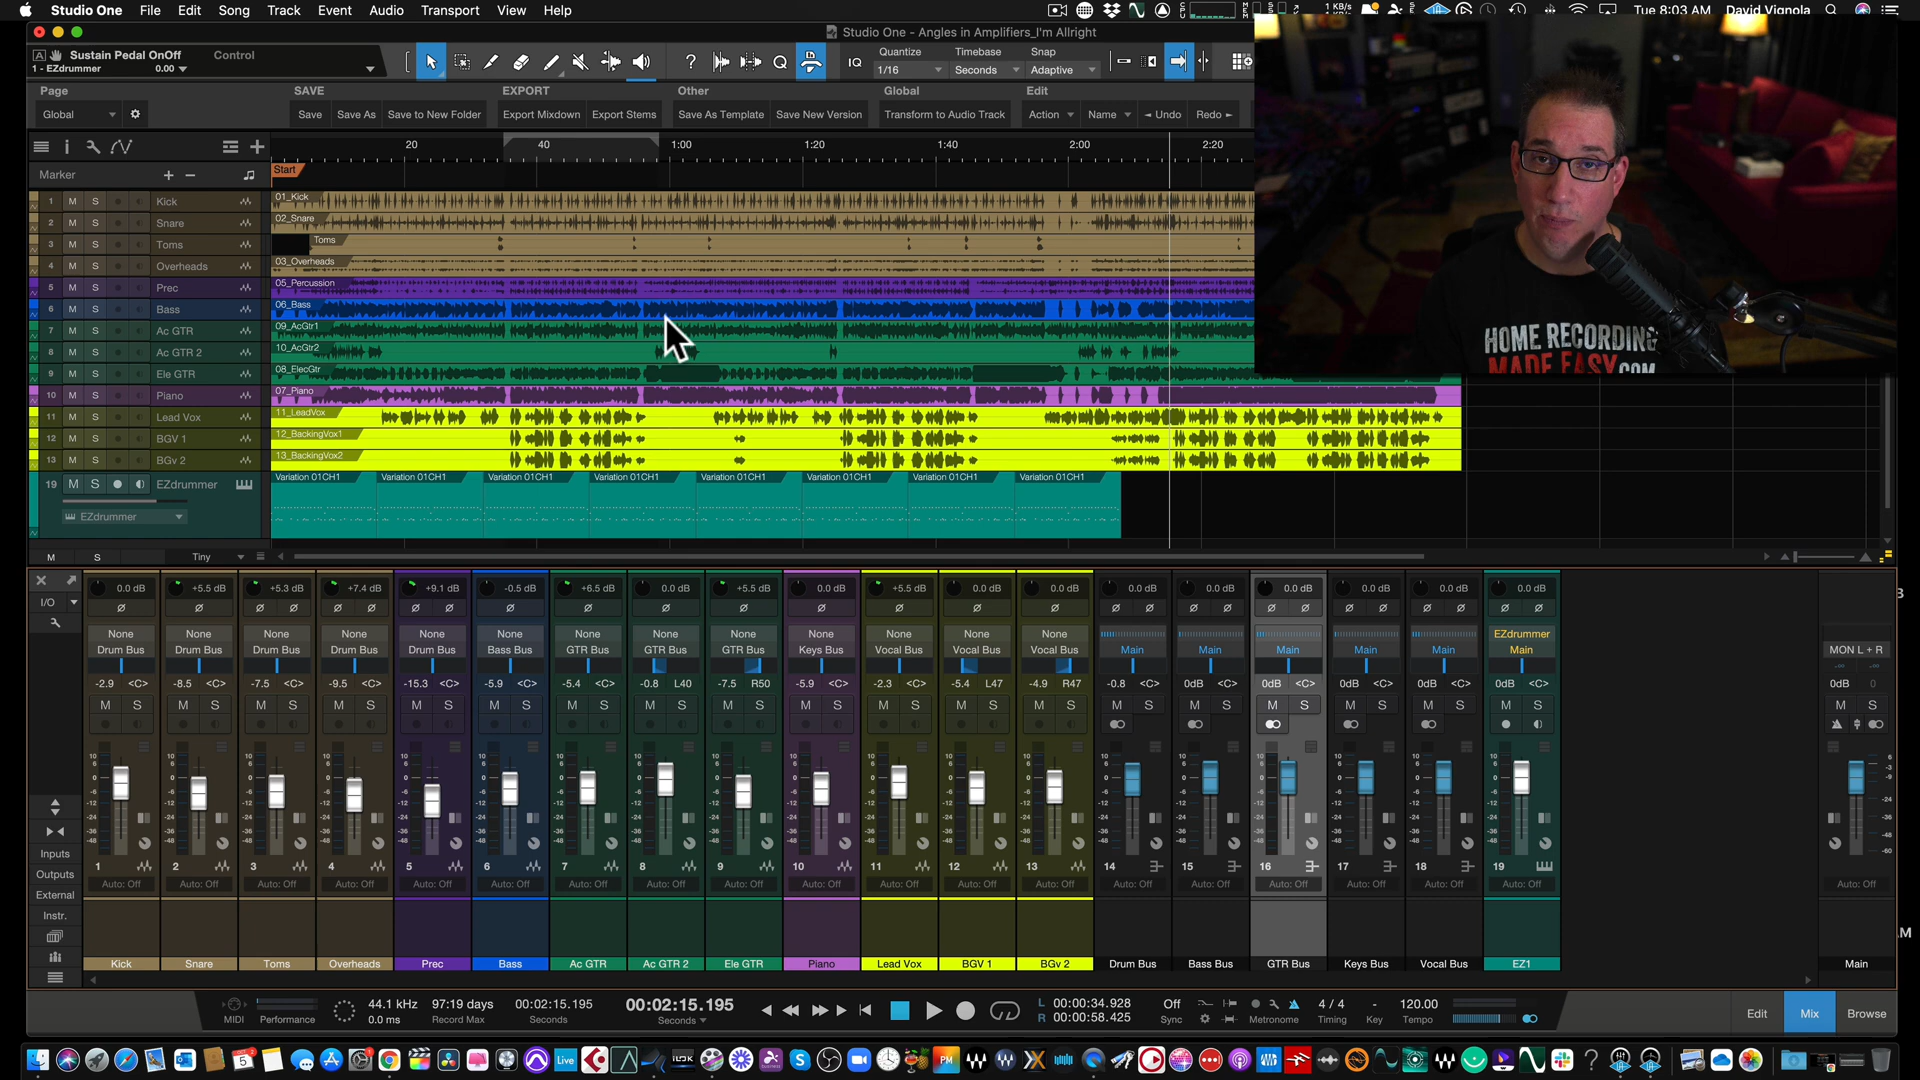 Studio One File Edit Song Track Event Audio Transport View Help
1 KB/s
Tue 8:03 AM David Vignola
Studio One - Angles in Amplifiers_I'm Allright
Sustain Pedal OnOff Control
1 - EZdrummer 0.00
IQ Quantize Timebase Snap
1/16 Seconds Adaptive
Page SAVE EXPORT Other Global Edit
Global Save Save As Save to New Folder Export Mixdown Export Stems Save As Template Save New Version Transform to Audio Track Action Name Undo Redo
20 40 1:00 1:20 1:40 2:00 2:20
Marker Start
1 M S Kick 01_Kick
2 M S Snare 02_Snare
3 M S Toms Toms
4 M S Overheads 03_Overheads
5 M S Prec 05_Percussion
6 M S Bass 06_Bass
7 M S Ac GTR 09_AcGtr1
8 M S Ac GTR 2 10_AcGtr2
9 M S Ele GTR 08_ElecGtr
10 M S Piano 07_Piano
11 M S Lead Vox 11_LeadVox
12 M S BGV 1 12_BackingVox1
13 M S BGv 2 13_BackingVox2
19 M S EZdrummer Variation 01CH1 Variation 01CH1 Variation 01CH1 Variation 01CH1 Variation 01CH1 Variation 01CH1 Variation 01CH1 Variation 01CH1
EZdrummer
M S Tiny
HOME RECORDING
MADE EASY.COM
0.0 dB +5.5 dB +5.3 dB +7.4 dB +9.1 dB -0.5 dB +6.5 dB 0.0 dB +5.5 dB 0.0 dB +5.5 dB 0.0 dB 0.0 dB 0.0 dB 0.0 dB 0.0 dB 0.0 dB 0.0 dB 0.0 dB
I/O
None None None None None None None None None None None None None EZdrummer
Drum Bus Drum Bus Drum Bus Drum Bus Drum Bus Bass Bus GTR Bus GTR Bus GTR Bus Keys Bus Vocal Bus Vocal Bus Vocal Bus Main Main Main Main Main Main MON L + R
-2.9 <C> -8.5 <C> -7.5 <C> -9.5 <C> -15.3 <C> -5.9 <C> -5.4 <C> -0.8 L40 -7.5 R50 -5.9 <C> -2.3 <C> -5.4 L47 -4.9 R47 -0.8 <C> 0dB <C> 0dB <C> 0dB <C> 0dB <C> 0dB <C> 0dB 0
M S M S M S M S M S M S M S M S M S M S M S M S M S M S M S M S M S M S M S M S
Inputs
Outputs
External
Instr.
1 2 3 4 5 6 7 8 9 10 11 12 13 14 15 16 17 18 19
Auto: Off Auto: Off Auto: Off Auto: Off Auto: Off Auto: Off Auto: Off Auto: Off Auto: Off Auto: Off Auto: Off Auto: Off Auto: Off Auto: Off Auto: Off Auto: Off Auto: Off Auto: Off Auto: Off Auto: Off
Kick Snare Toms Overheads Prec Bass Ac GTR Ac GTR 2 Ele GTR Piano Lead Vox BGV 1 BGv 2 Drum Bus Bass Bus GTR Bus Keys Bus Vocal Bus EZ1 Main
MIDI Performance
44.1 kHz 97:19 days 00:02:15.195 00:02:15.195
0.0 ms Record Max Seconds Seconds
L 00:00:34.928
R 00:00:58.425
Off Sync Metronome 4 / 4 Timing - Key 120.00 Tempo
Edit Mix Browse